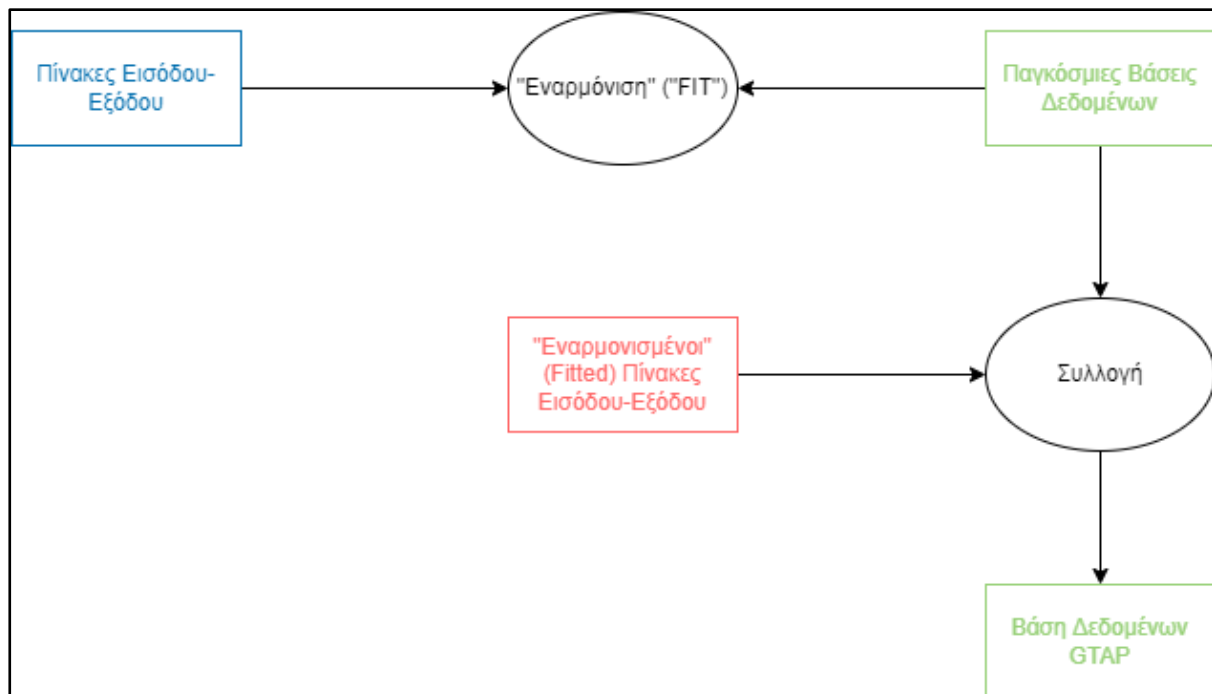 Πίνακες Εισόδου-
Εξόδου
"Εναρμόνιση" ("FIT")
Παγκόσμιες Βάσεις
Δεδομένων
"Εναρμονισμένοι"
(Fitted) Πίνακες
Εισόδου-Εξόδου
Συλλογή
Βάση Δεδομένων
GTAP